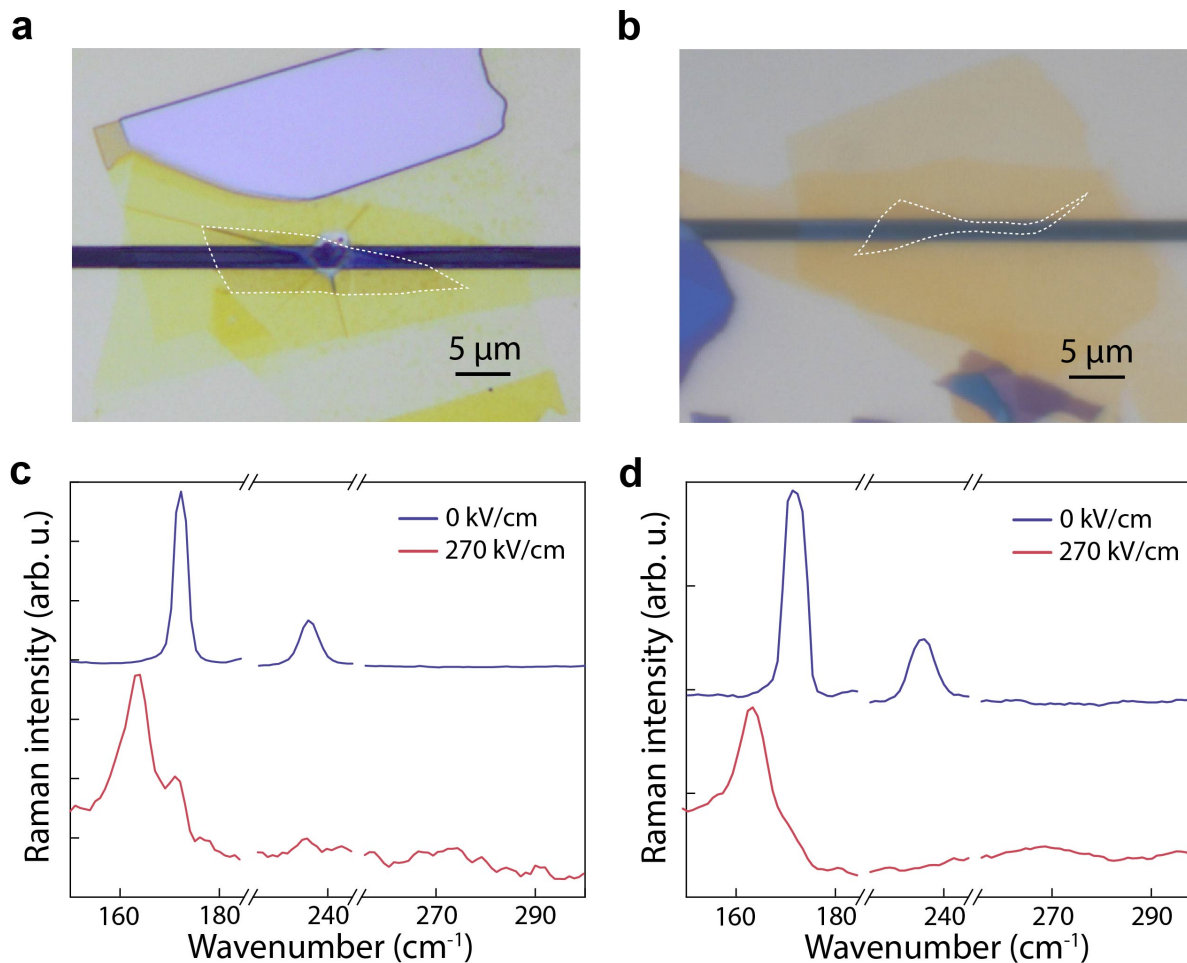 a
b
5 μm
5 μm
c
d
0 kV/cm
270 kV/cm
0 kV/cm
270 kV/cm
Raman intensity (arb. u.)
Raman intensity (arb. u.)
160 180 240 270 290
160 180 240 270 290
Wavenumber (cm⁻¹)
Wavenumber (cm⁻¹)